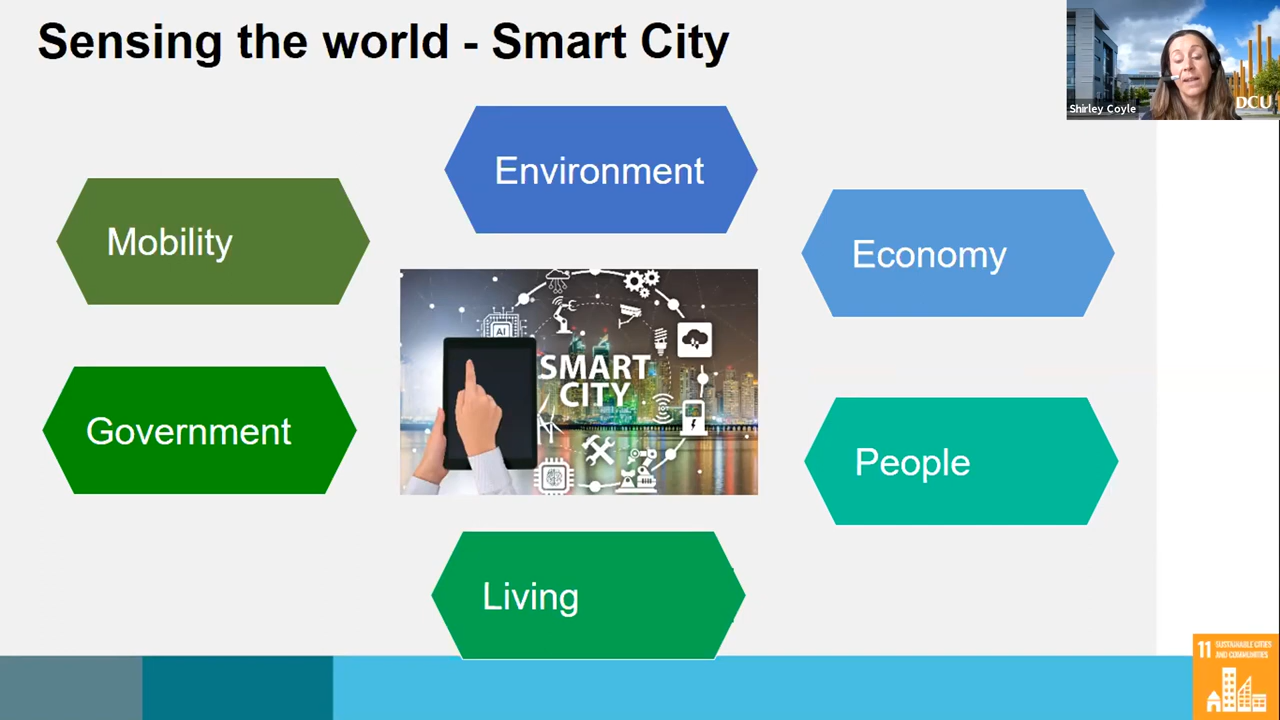 Sensing the world - Smart City
Shirley Coyle
DCU
Environment
Mobility
Economy
AI
SMART
CITY
IOT
Government
People
Living
11 SUSTAINABLE CITIES
AND COMMUNITIES